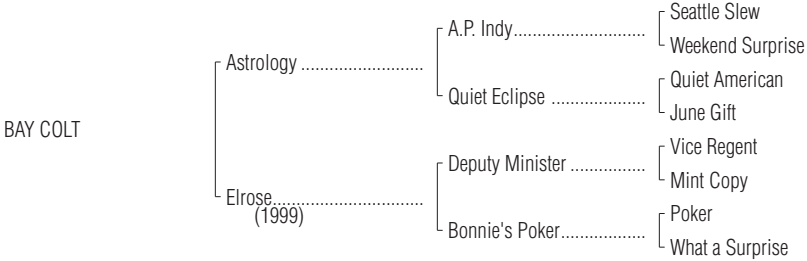 Seattle Slew
A.P. Indy............................
Weekend Surprise
Astrology ..........................
Quiet American
Quiet Eclipse ....................
June Gift
BAY COLT
Vice Regent
Deputy Minister ................
Mint Copy
Elrose................................
(1999)
Poker
Bonnie's Poker..................
What a Surprise